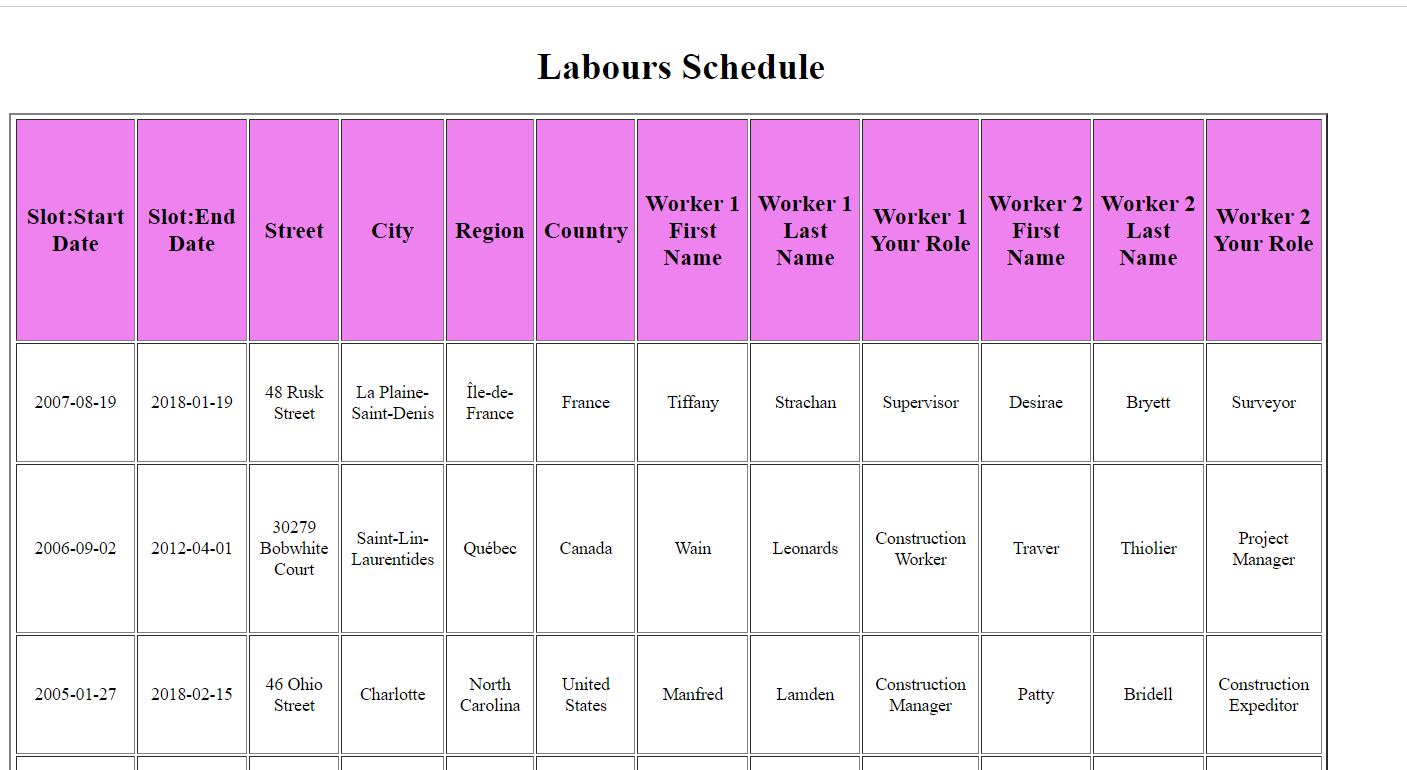 Labours Schedule
Slot:Start Date | Slot:End Date | Street | City | Region | Country | Worker 1 First Name | Worker 1 Last Name | Worker 1 Your Role | Worker 2 First Name | Worker 2 Last Name | Worker 2 Your Role
2007-08-19 | 2018-01-19 | 48 Rusk Street | La Plaine-Saint-Denis | Île-de-France | France | Tiffany | Strachan | Supervisor | Desirae | Bryett | Surveyor
2006-09-02 | 2012-04-01 | 30279 Bobwhite Court | Saint-Lin-Laurentides | Québec | Canada | Wain | Leonards | Construction Worker | Traver | Thiolier | Project Manager
2005-01-27 | 2018-02-15 | 46 Ohio Street | Charlotte | North Carolina | United States | Manfred | Lamden | Construction Manager | Patty | Bridell | Construction Expeditor